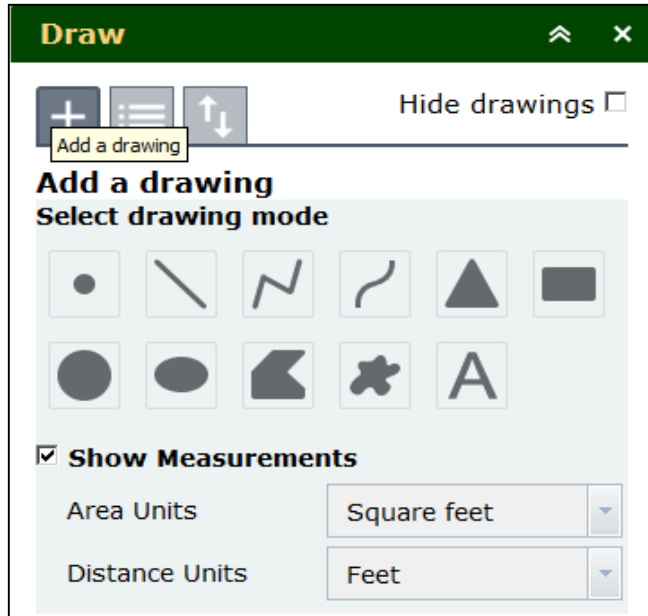 Draw
Hide drawings
Add a drawing
Add a drawing
Select drawing mode
A
Show Measurements
Area Units Square feet
Distance Units Feet